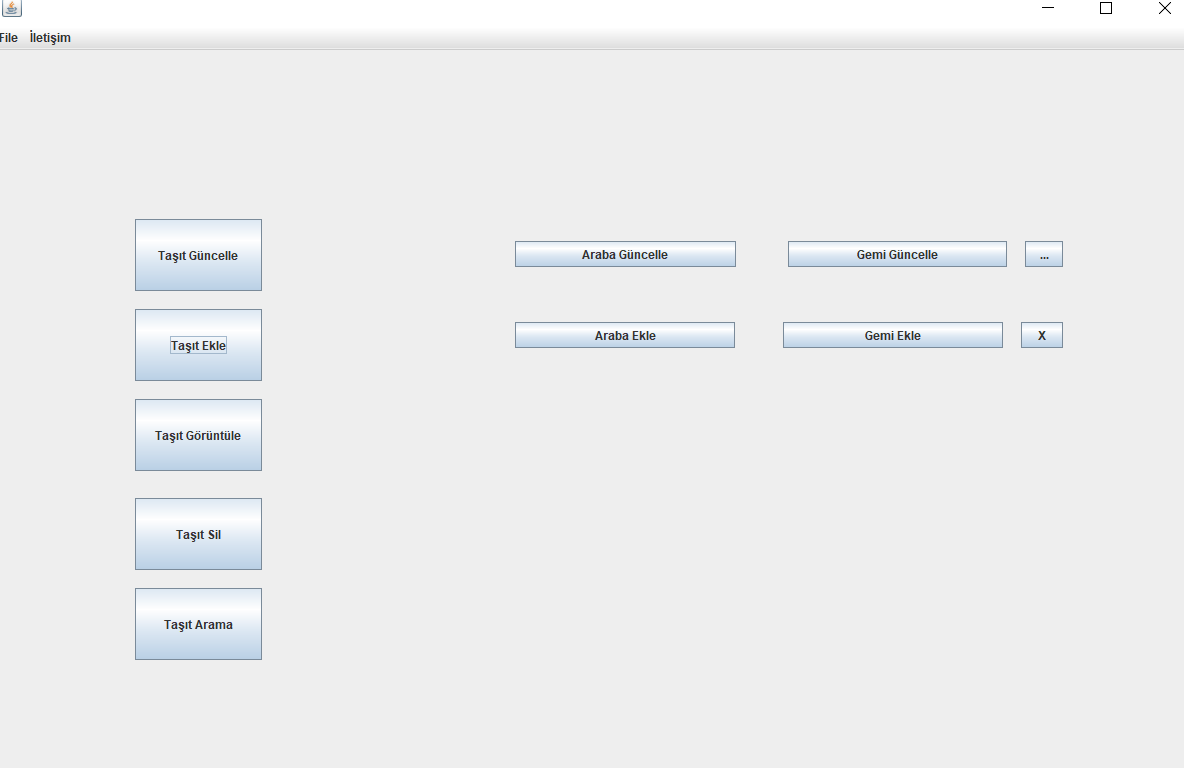 File İletişim
Taşıt Güncelle
Araba Güncelle Gemi Güncelle ...
Taşıt Ekle
Araba Ekle Gemi Ekle X
Taşıt Görüntüle
Taşıt Sil
Taşıt Arama